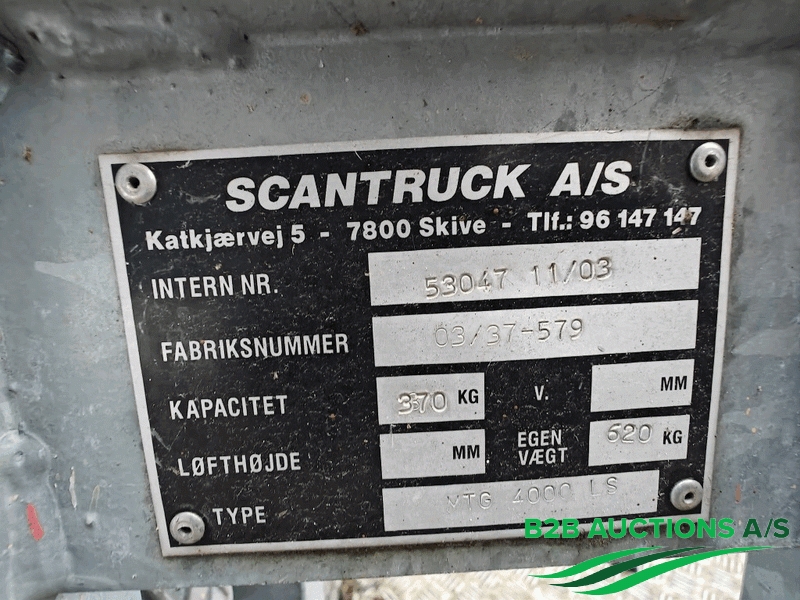 SCANTRUCK A/S
Katkjærvej 5 - 7800 Skive - Tlf.: 96 147 147
INTERN NR. 53047 11/03
FABRIKSNUMMER 03/37-579
KAPACITET 370 KG V. MM
LØFTHØJDE MM EGEN VÆGT 620 KG
TYPE VTG 4000 LS
B2B AUCTIONS A/S